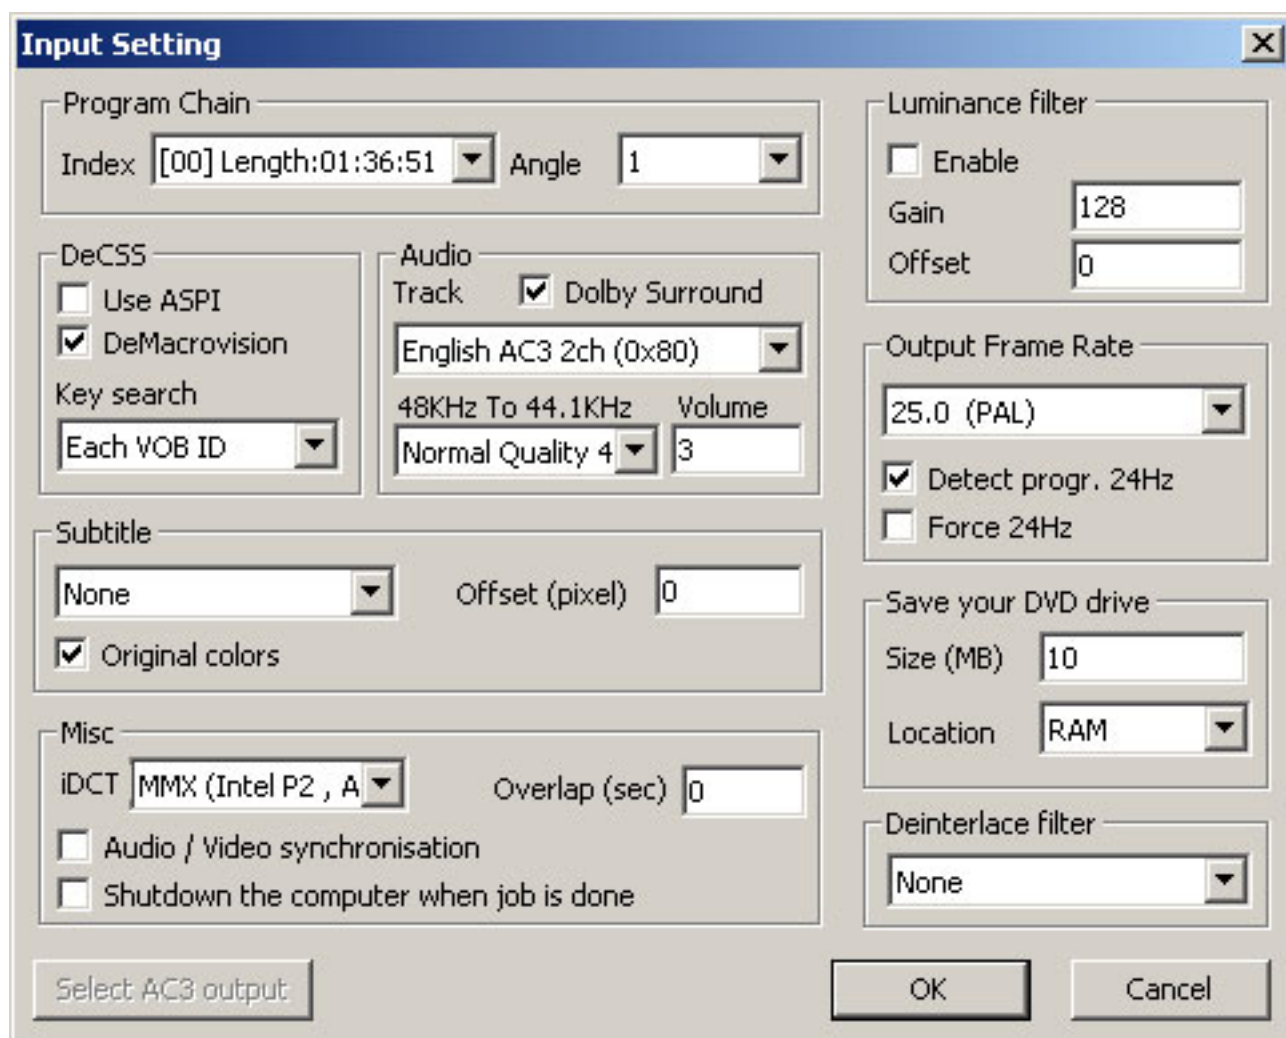 Input Setting
Program Chain
Index [00] Length:01:36:51 Angle 1
DeCSS
Use ASPI
DeMacrovision
Key search
Each VOB ID
Audio
Track Dolby Surround
English AC3 2ch (0x80)
48KHz To 44.1KHz Volume
Normal Quality 4 3
Subtitle
None Offset (pixel) 0
Original colors
Misc
iDCT MMX (Intel P2 , A Overlap (sec) 0
Audio / Video synchronisation
Shutdown the computer when job is done
Luminance filter
Enable
Gain 128
Offset 0
Output Frame Rate
25.0 (PAL)
Detect progr. 24Hz
Force 24Hz
Save your DVD drive
Size (MB) 10
Location RAM
Deinterlace filter
None
Select AC3 output OK Cancel